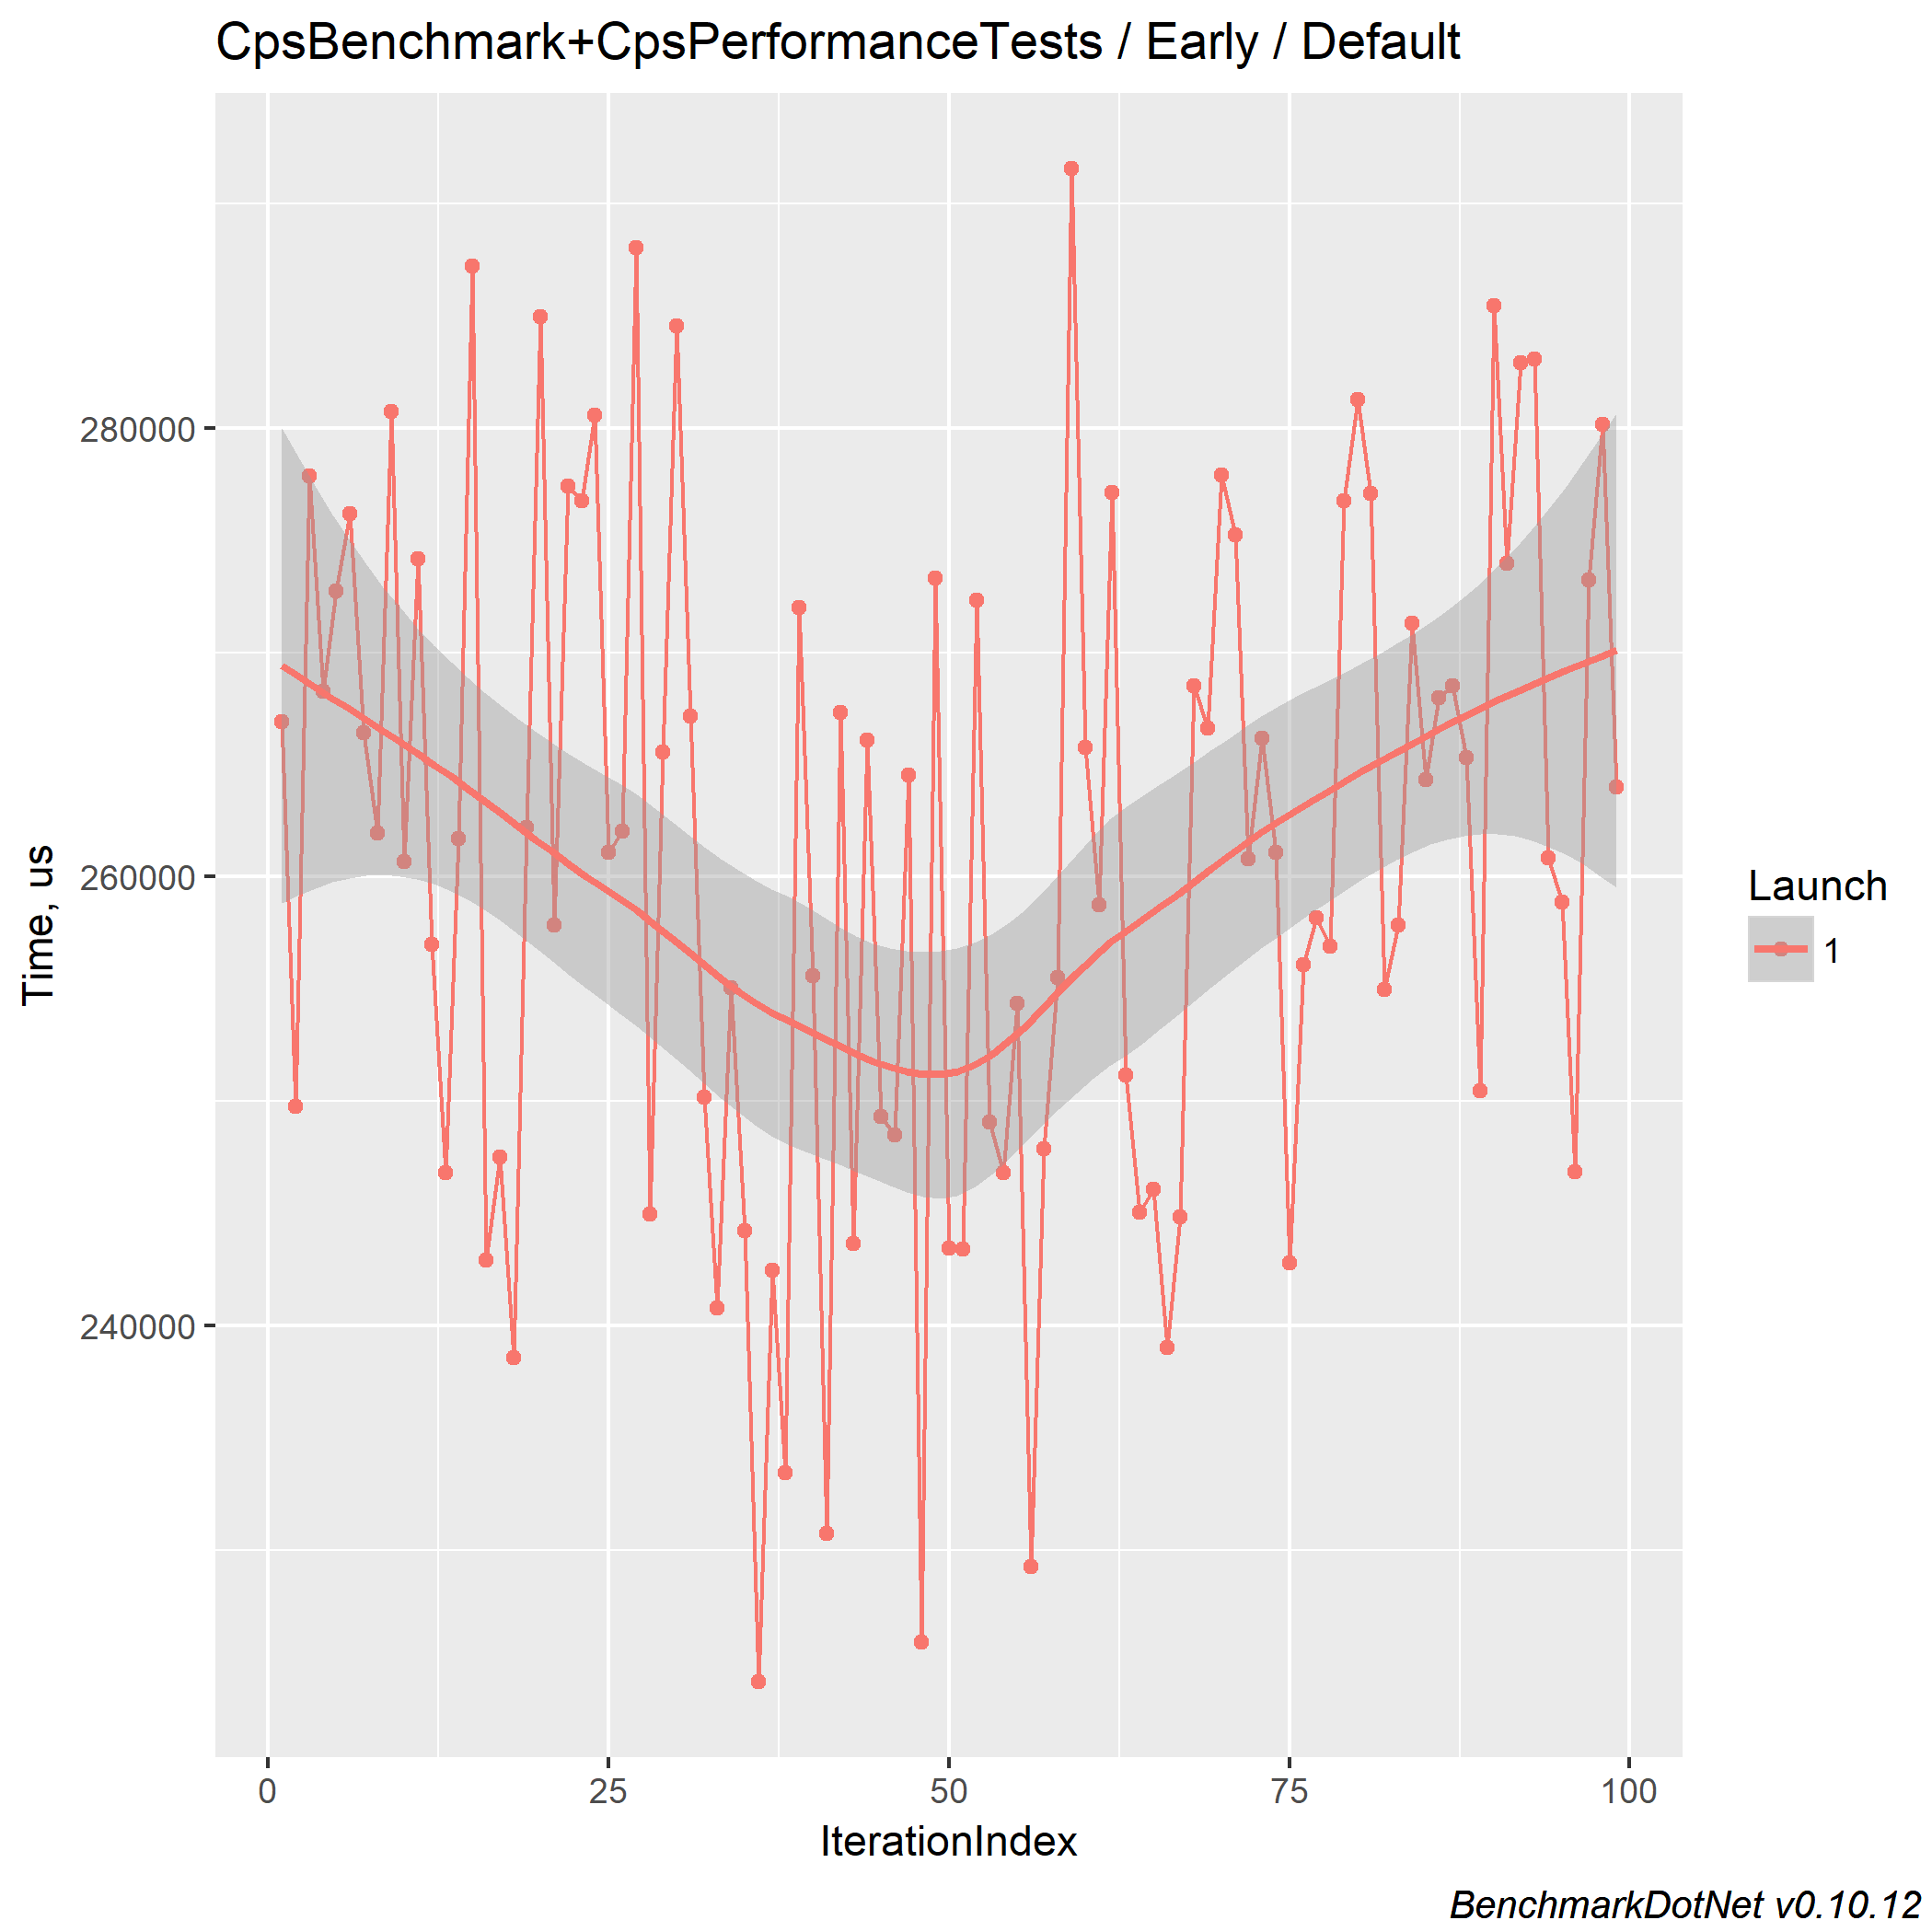 CpsBenchmark+CpsPerformanceTests / Early / Default
280000
260000
240000
Time, us
0 25 50 75 100
IterationIndex
Launch
1
BenchmarkDotNet v0.10.12